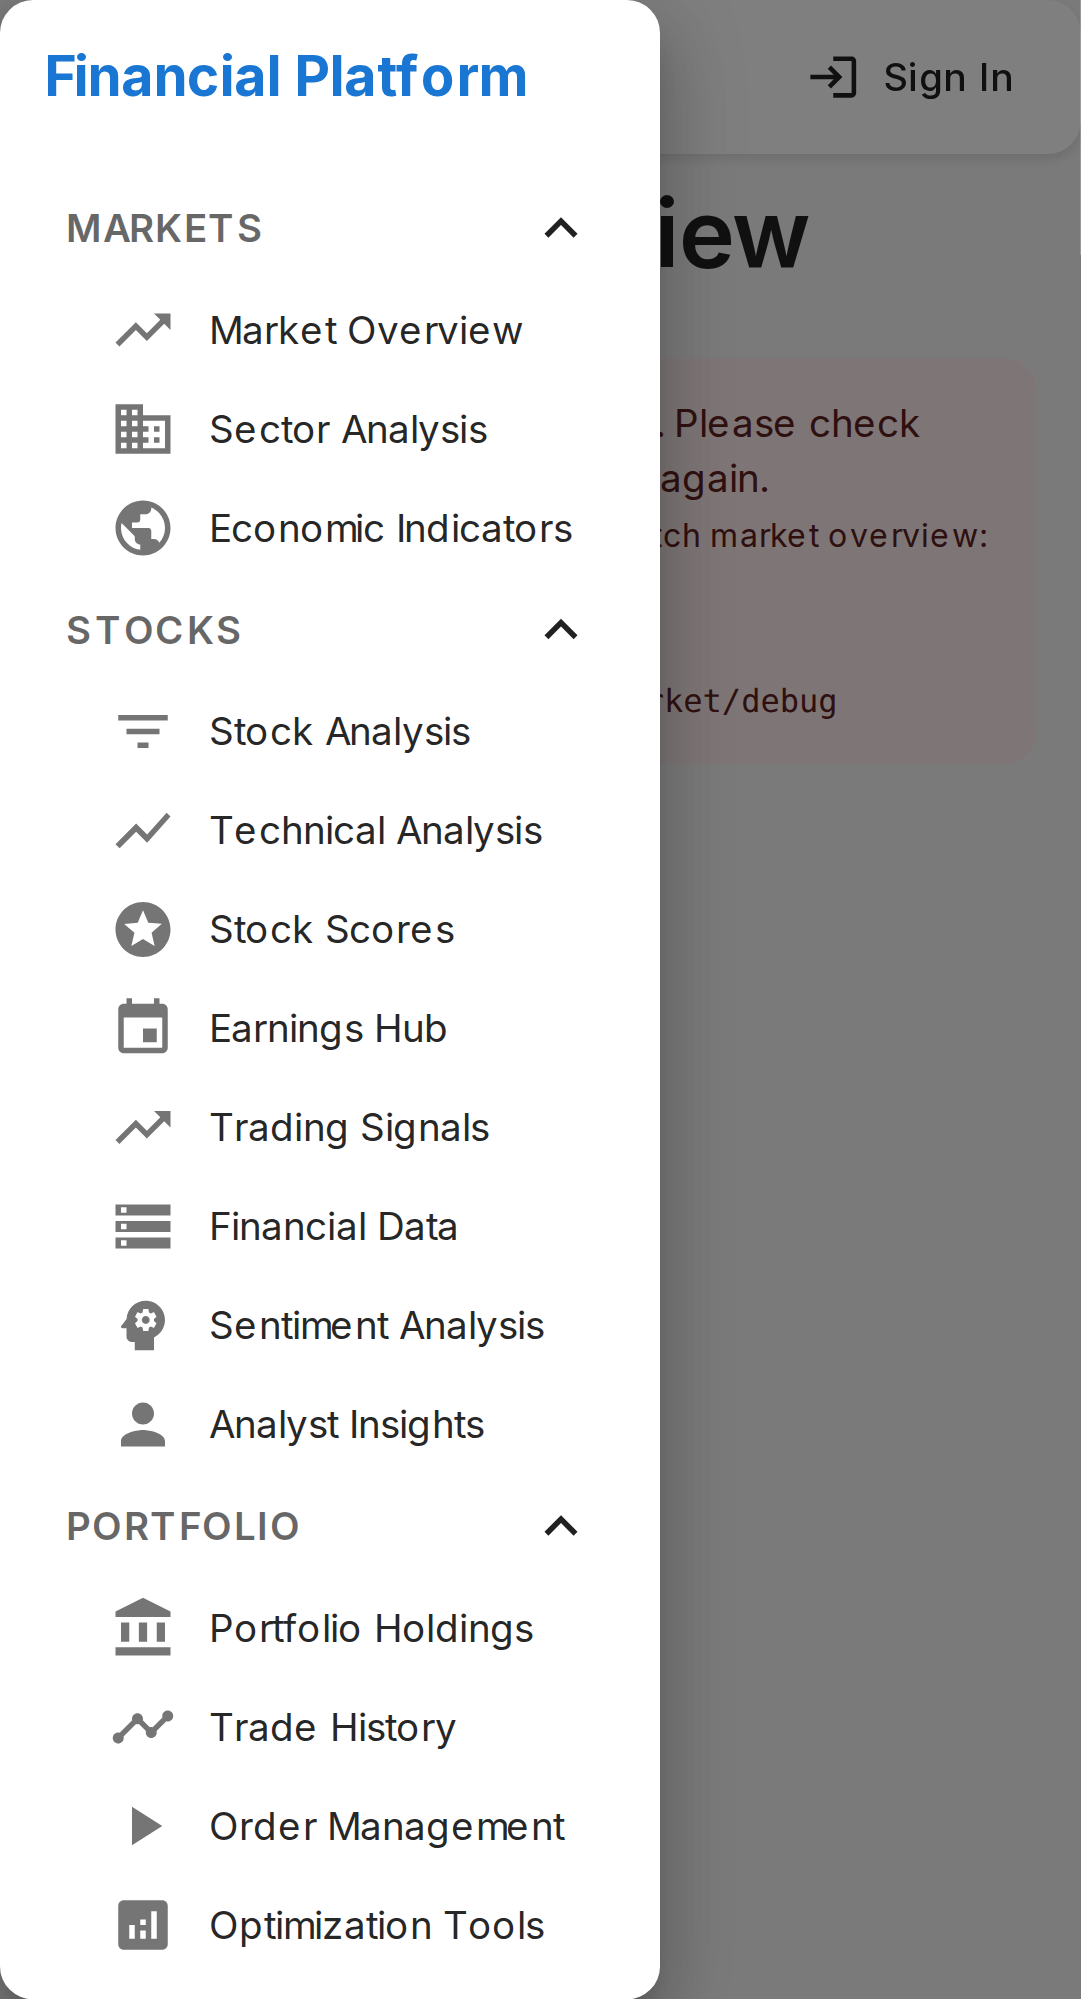 Financial Platform
Sign In
MARKETS
Market Overview
Sector Analysis
Economic Indicators
STOCKS
Stock Analysis
Technical Analysis
Stock Scores
Earnings Hub
Trading Signals
Financial Data
Sentiment Analysis
Analyst Insights
PORTFOLIO
Portfolio Holdings
Trade History
Order Management
Optimization Tools
iew
. Please check
again.
tch market overview:
rket/debug